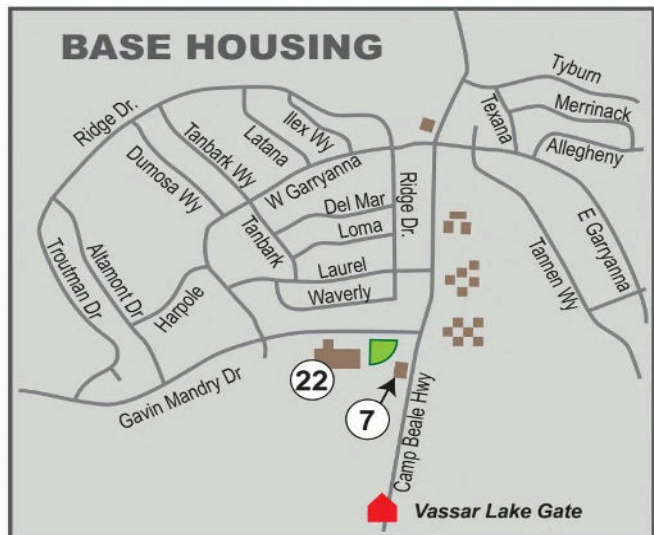 BASE HOUSING
Tyburn
Merrinack
Texana
Allegheny
Ridge Dr.
Ilex Wy
Latana
Tanbark Wy
Dumosa Wy
W Garryanna
Ridge Dr.
Del Mar
Loma
Tanbark
Laurel
Waverly
E Garryanna
Tannen Wy
Altamont Dr
Troutman Dr
Harpole
Gavin Mandry Dr
22
7
Camp Beale Hwy
Vassar Lake Gate